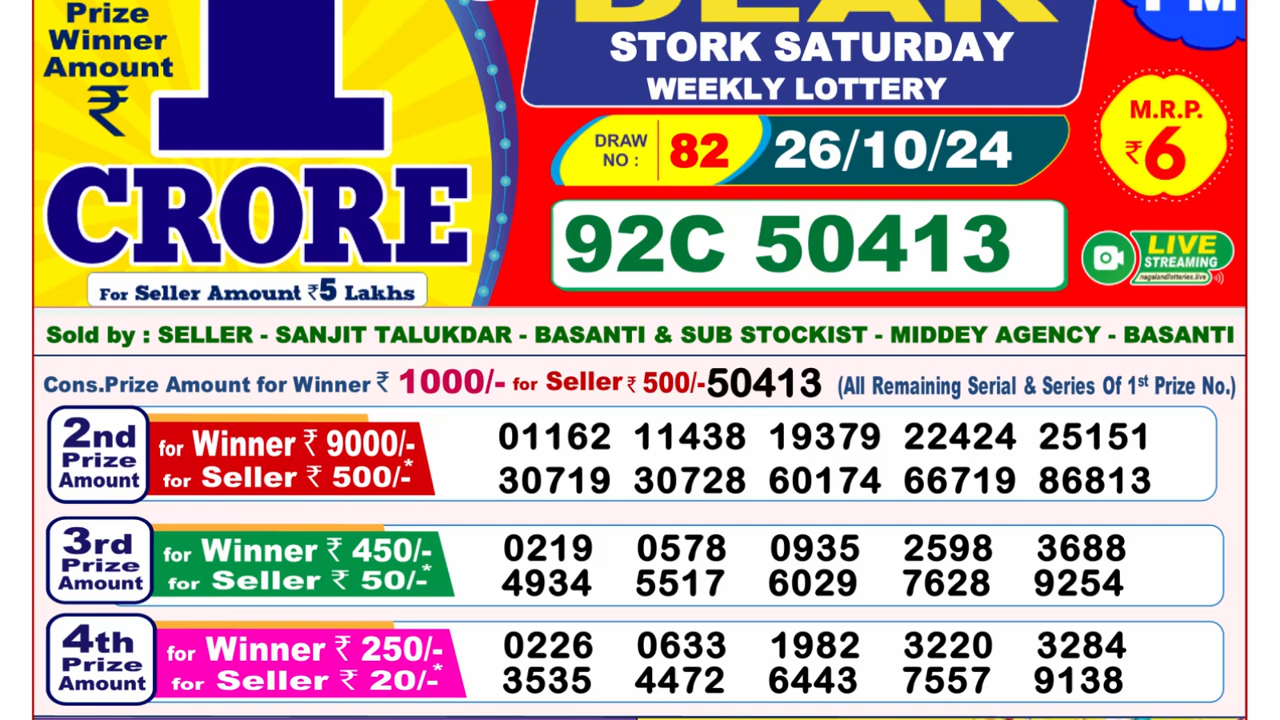 Prize
Winner
Amount
₹
1
CRORE
For Seller Amount ₹5 Lakhs
DEAR
STORK SATURDAY
WEEKLY LOTTERY
DRAW NO : 82 26/10/24
92C 50413
PM
M.R.P.
₹6
LIVE
STREAMING
nagalandlotteries.live
Sold by : SELLER - SANJIT TALUKDAR - BASANTI & SUB STOCKIST - MIDDEY AGENCY - BASANTI
Cons.Prize Amount for Winner ₹ 1000/- for Seller ₹ 500/- 50413 (All Remaining Serial & Series Of 1st Prize No.)
2nd Prize Amount
for Winner ₹ 9000/-
for Seller ₹ 500/-*
01162 11438 19379 22424 25151
30719 30728 60174 66719 86813
3rd Prize Amount
for Winner ₹ 450/-
for Seller ₹ 50/-*
0219 0578 0935 2598 3688
4934 5517 6029 7628 9254
4th Prize Amount
for Winner ₹ 250/-
for Seller ₹ 20/-*
0226 0633 1982 3220 3284
3535 4472 6443 7557 9138